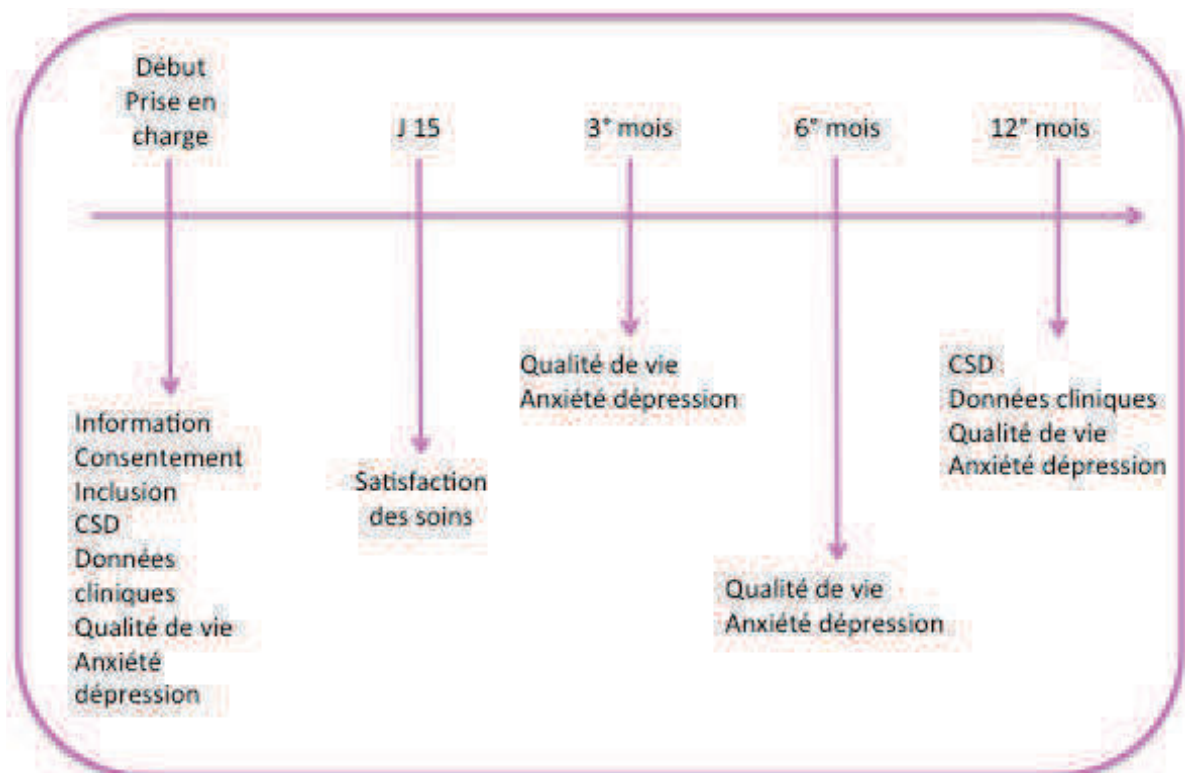 Début
Prise en
charge
J 15
3° mois
6° mois
12° mois
Information
Consentement
Inclusion
CSD
Données
cliniques
Qualité de vie
Anxiété
dépression
Satisfaction
des soins
Qualité de vie
Anxiété dépression
Qualité de vie
Anxiété dépression
CSD
Données cliniques
Qualité de vie
Anxiété dépression